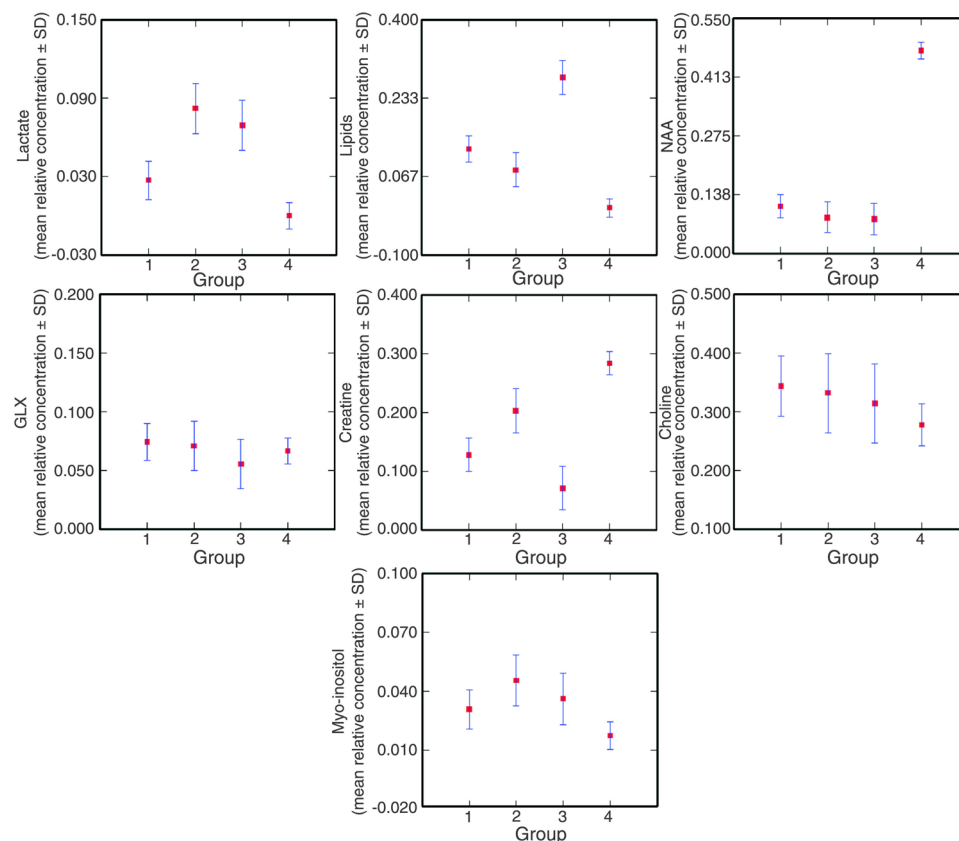 Lactate
(mean relative concentration ± SD)
0.150
0.090
0.030
-0.030
1 2 3 4
Group
Lipids
(mean relative concentration ± SD)
0.400
0.233
0.067
-0.100
1 2 3 4
Group
NAA
(mean relative concentration ± SD)
0.550
0.413
0.275
0.138
0.000
1 2 3 4
Group
GLX
(mean relative concentration ± SD)
0.200
0.150
0.100
0.050
0.000
1 2 3 4
Group
Creatine
(mean relative concentration ± SD)
0.400
0.300
0.200
0.100
0.000
1 2 3 4
Group
Choline
(mean relative concentration ± SD)
0.500
0.400
0.300
0.200
0.100
1 2 3 4
Group
Myo-inositol
(mean relative concentration ± SD)
0.100
0.070
0.040
0.010
-0.020
1 2 3 4
Group